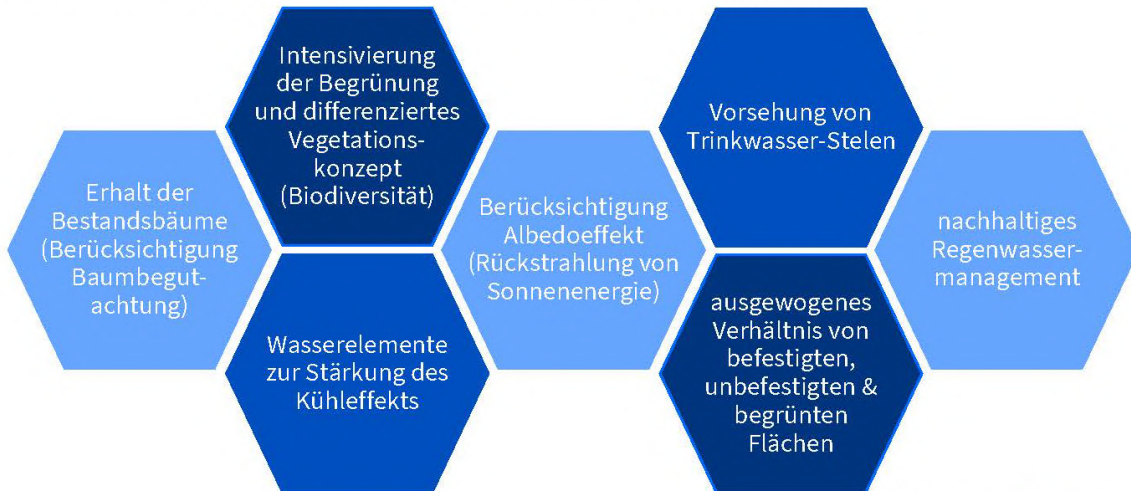 Erhalt der
Bestandsbäume
(Berücksichtigung
Baumbegut-
achtung)
Intensivierung
der Begrünung
und differenziertes
Vegetations-
konzept
(Biodiversität)
Wasserelemente
zur Stärkung des
Kühleffekts
Berücksichtigung
Albedoeffekt
(Rückstrahlung von
Sonnenenergie)
Vorsehung von
Trinkwasser-Stelen
ausgewogenes
Verhältnis von
befestigten,
unbefestigten &
begrünten
Flächen
nachhaltiges
Regenwasser-
management